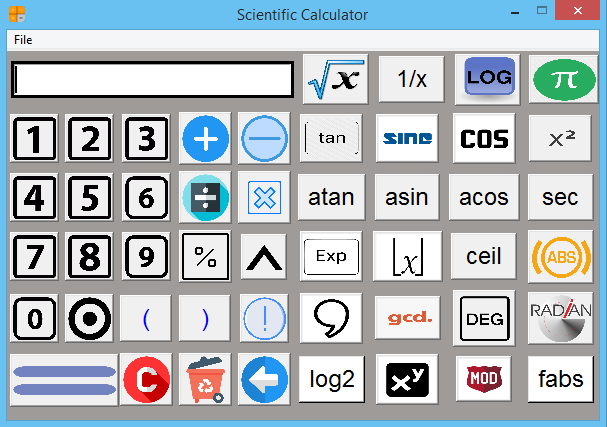 Scientific Calculator
File
√x 1/x LOG π
1 2 3 + − tan sine COS x²
4 5 6 ÷ × atan asin acos sec
7 8 9 % ^ Exp ⌊x⌋ ceil ABS
0 ( ) ! , gcd. DEG RADIAN
= C log2 xʸ MOD fabs